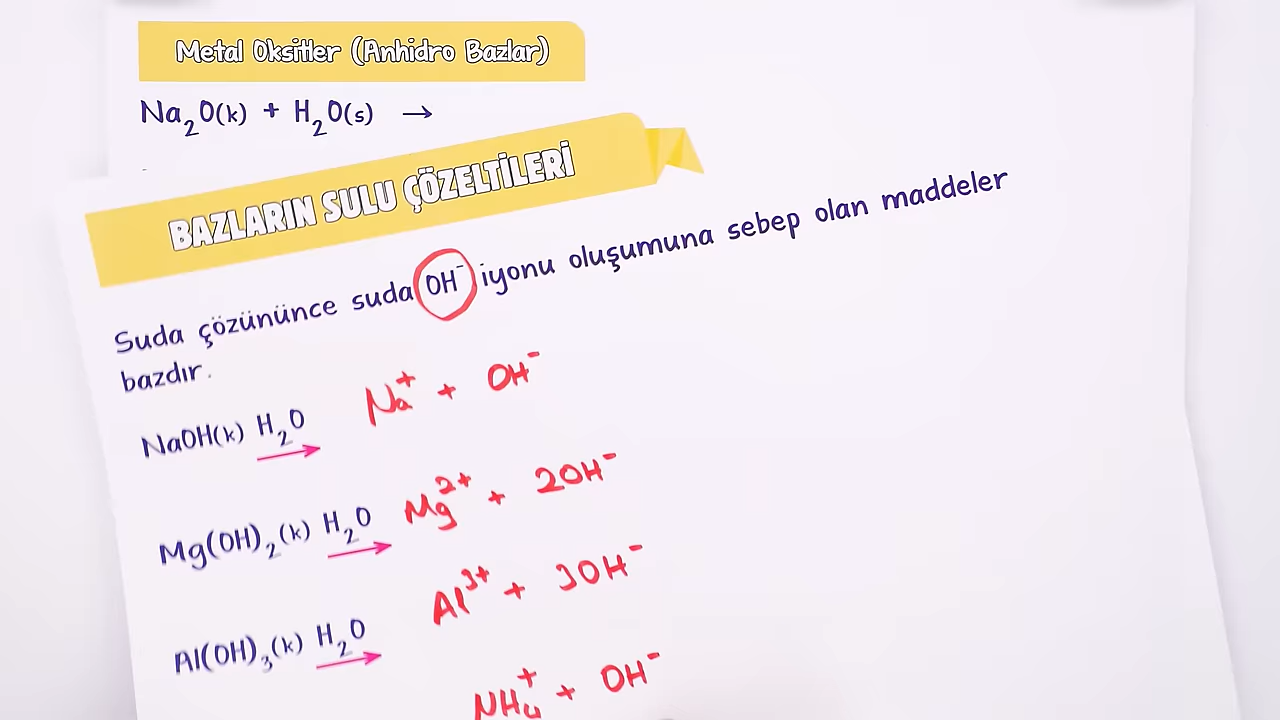 Metal Oksitler (Anhidro Bazlar)
Na₂O(k) + H₂O(s) →
BAZLARIN SULU ÇÖZELTİLERİ
Suda çözününce suda OH⁻ iyonu oluşumuna sebep olan maddeler
bazdır.
NaOH(k) H₂O → Na⁺ + OH⁻
Mg(OH)₂(k) H₂O → Mg²⁺ + 2OH⁻
Al(OH)₃(k) H₂O → Al³⁺ + 3OH⁻
NH₄⁺ + OH⁻